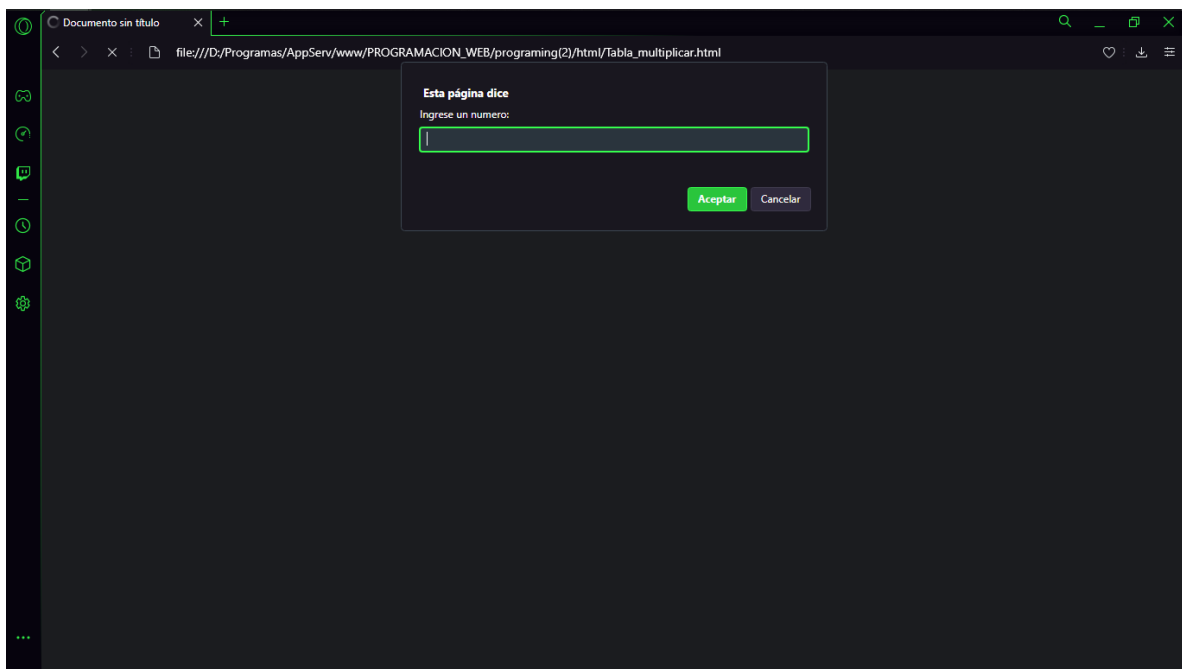 Documento sin título
file:///D:/Programas/AppServ/www/PROGRAMACION_WEB/programing(2)/html/Tabla_multiplicar.html
Esta página dice
Ingrese un numero:
Aceptar Cancelar